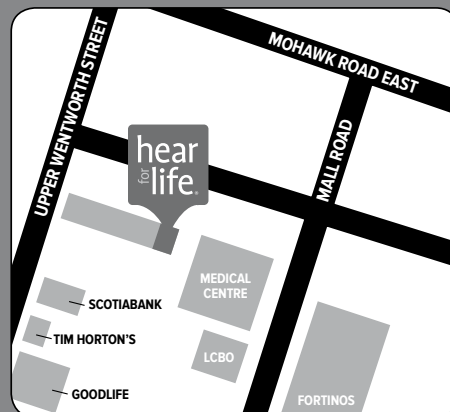 MOHAWK ROAD EAST
UPPER WENTWORTH STREET
MALL ROAD
hear
for life®
MEDICAL
CENTRE
SCOTIABANK
TIM HORTON'S
LCBO
GOODLIFE
FORTINOS